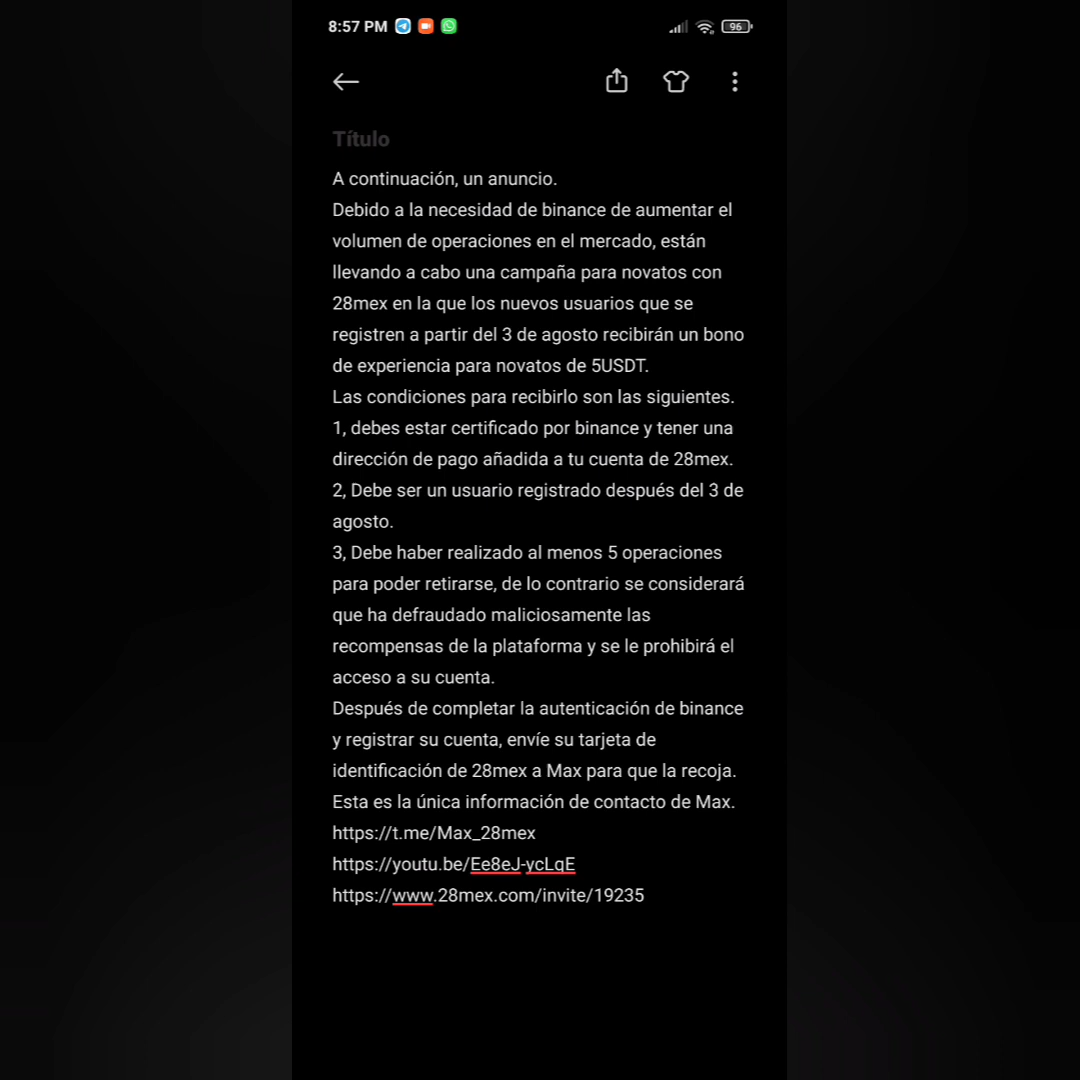 8:57 PM
96
Título
A continuación, un anuncio.
Debido a la necesidad de binance de aumentar el
volumen de operaciones en el mercado, están
llevando a cabo una campaña para novatos con
28mex en la que los nuevos usuarios que se
registren a partir del 3 de agosto recibirán un bono
de experiencia para novatos de 5USDT.
Las condiciones para recibirlo son las siguientes.
1, debes estar certificado por binance y tener una
dirección de pago añadida a tu cuenta de 28mex.
2, Debe ser un usuario registrado después del 3 de
agosto.
3, Debe haber realizado al menos 5 operaciones
para poder retirarse, de lo contrario se considerará
que ha defraudado maliciosamente las
recompensas de la plataforma y se le prohibirá el
acceso a su cuenta.
Después de completar la autenticación de binance
y registrar su cuenta, envíe su tarjeta de
identificación de 28mex a Max para que la recoja.
Esta es la única información de contacto de Max.
https://t.me/Max_28mex
https://youtu.be/Ee8eJ-ycLqE
https://www.28mex.com/invite/19235